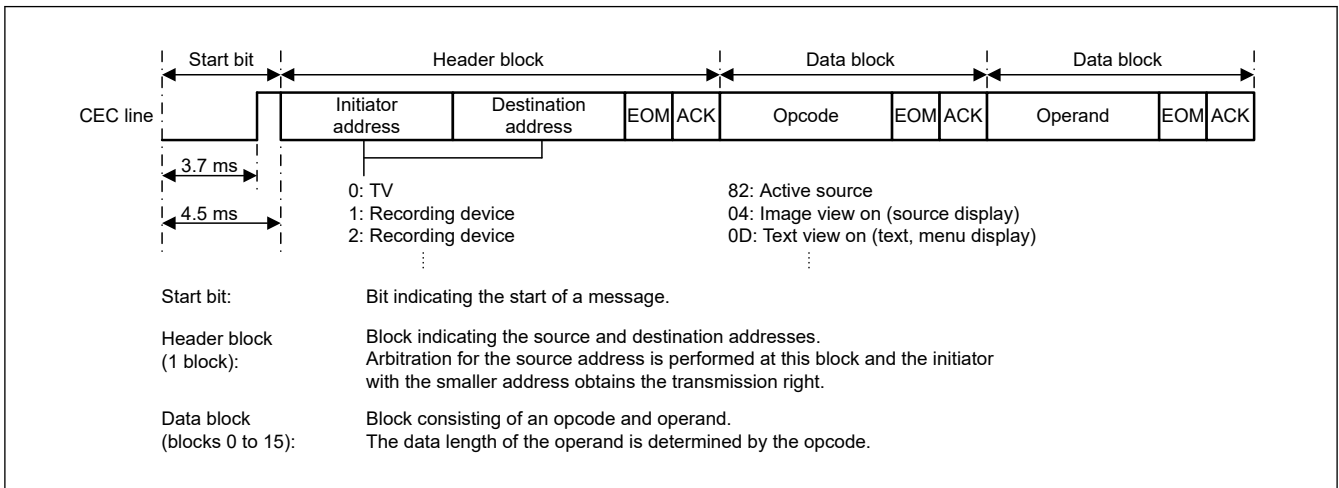 Start bit Header block Data block Data block
CEC line Initiator address Destination address EOM ACK Opcode EOM ACK Operand EOM ACK
3.7 ms
4.5 ms
0: TV
1: Recording device
2: Recording device
82: Active source
04: Image view on (source display)
0D: Text view on (text, menu display)
Start bit: Bit indicating the start of a message.
Header block (1 block): Block indicating the source and destination addresses.
Arbitration for the source address is performed at this block and the initiator
with the smaller address obtains the transmission right.
Data block Block consisting of an opcode and operand.
(blocks 0 to 15): The data length of the operand is determined by the opcode.